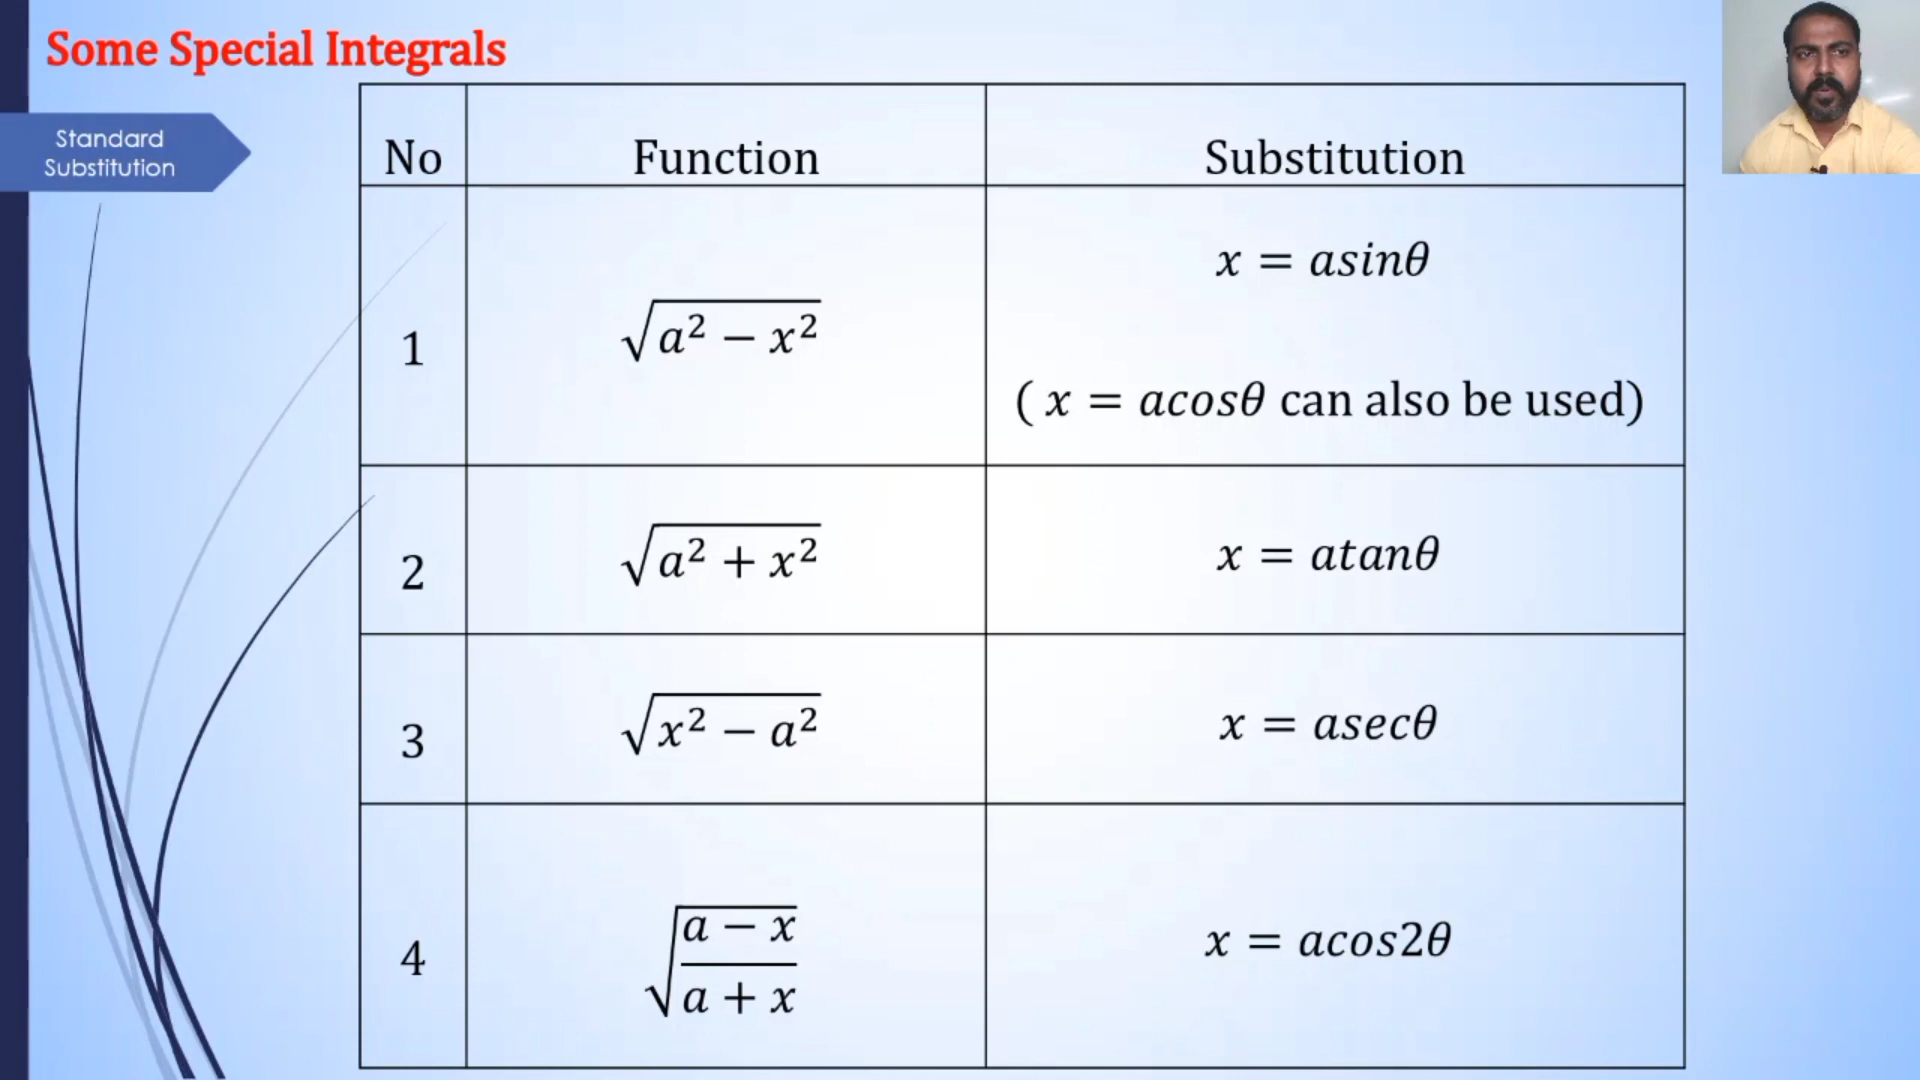 Some Special Integrals
Standard
Substitution
No Function Substitution
1 √(a² − x²) x = asinθ
( x = acosθ can also be used)
2 √(a² + x²) x = atanθ
3 √(x² − a²) x = asecθ
4 √((a − x)/(a + x)) x = acos2θ